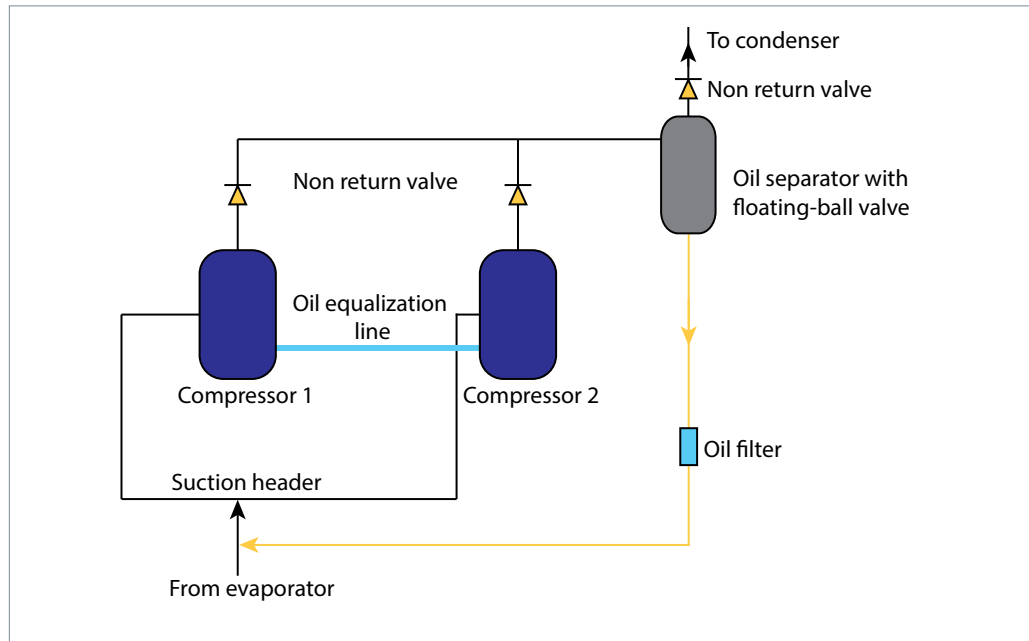 To condenser
Non return valve
Non return valve
Oil separator with
floating-ball valve
Oil equalization
line
Compressor 1
Compressor 2
Oil filter
Suction header
From evaporator